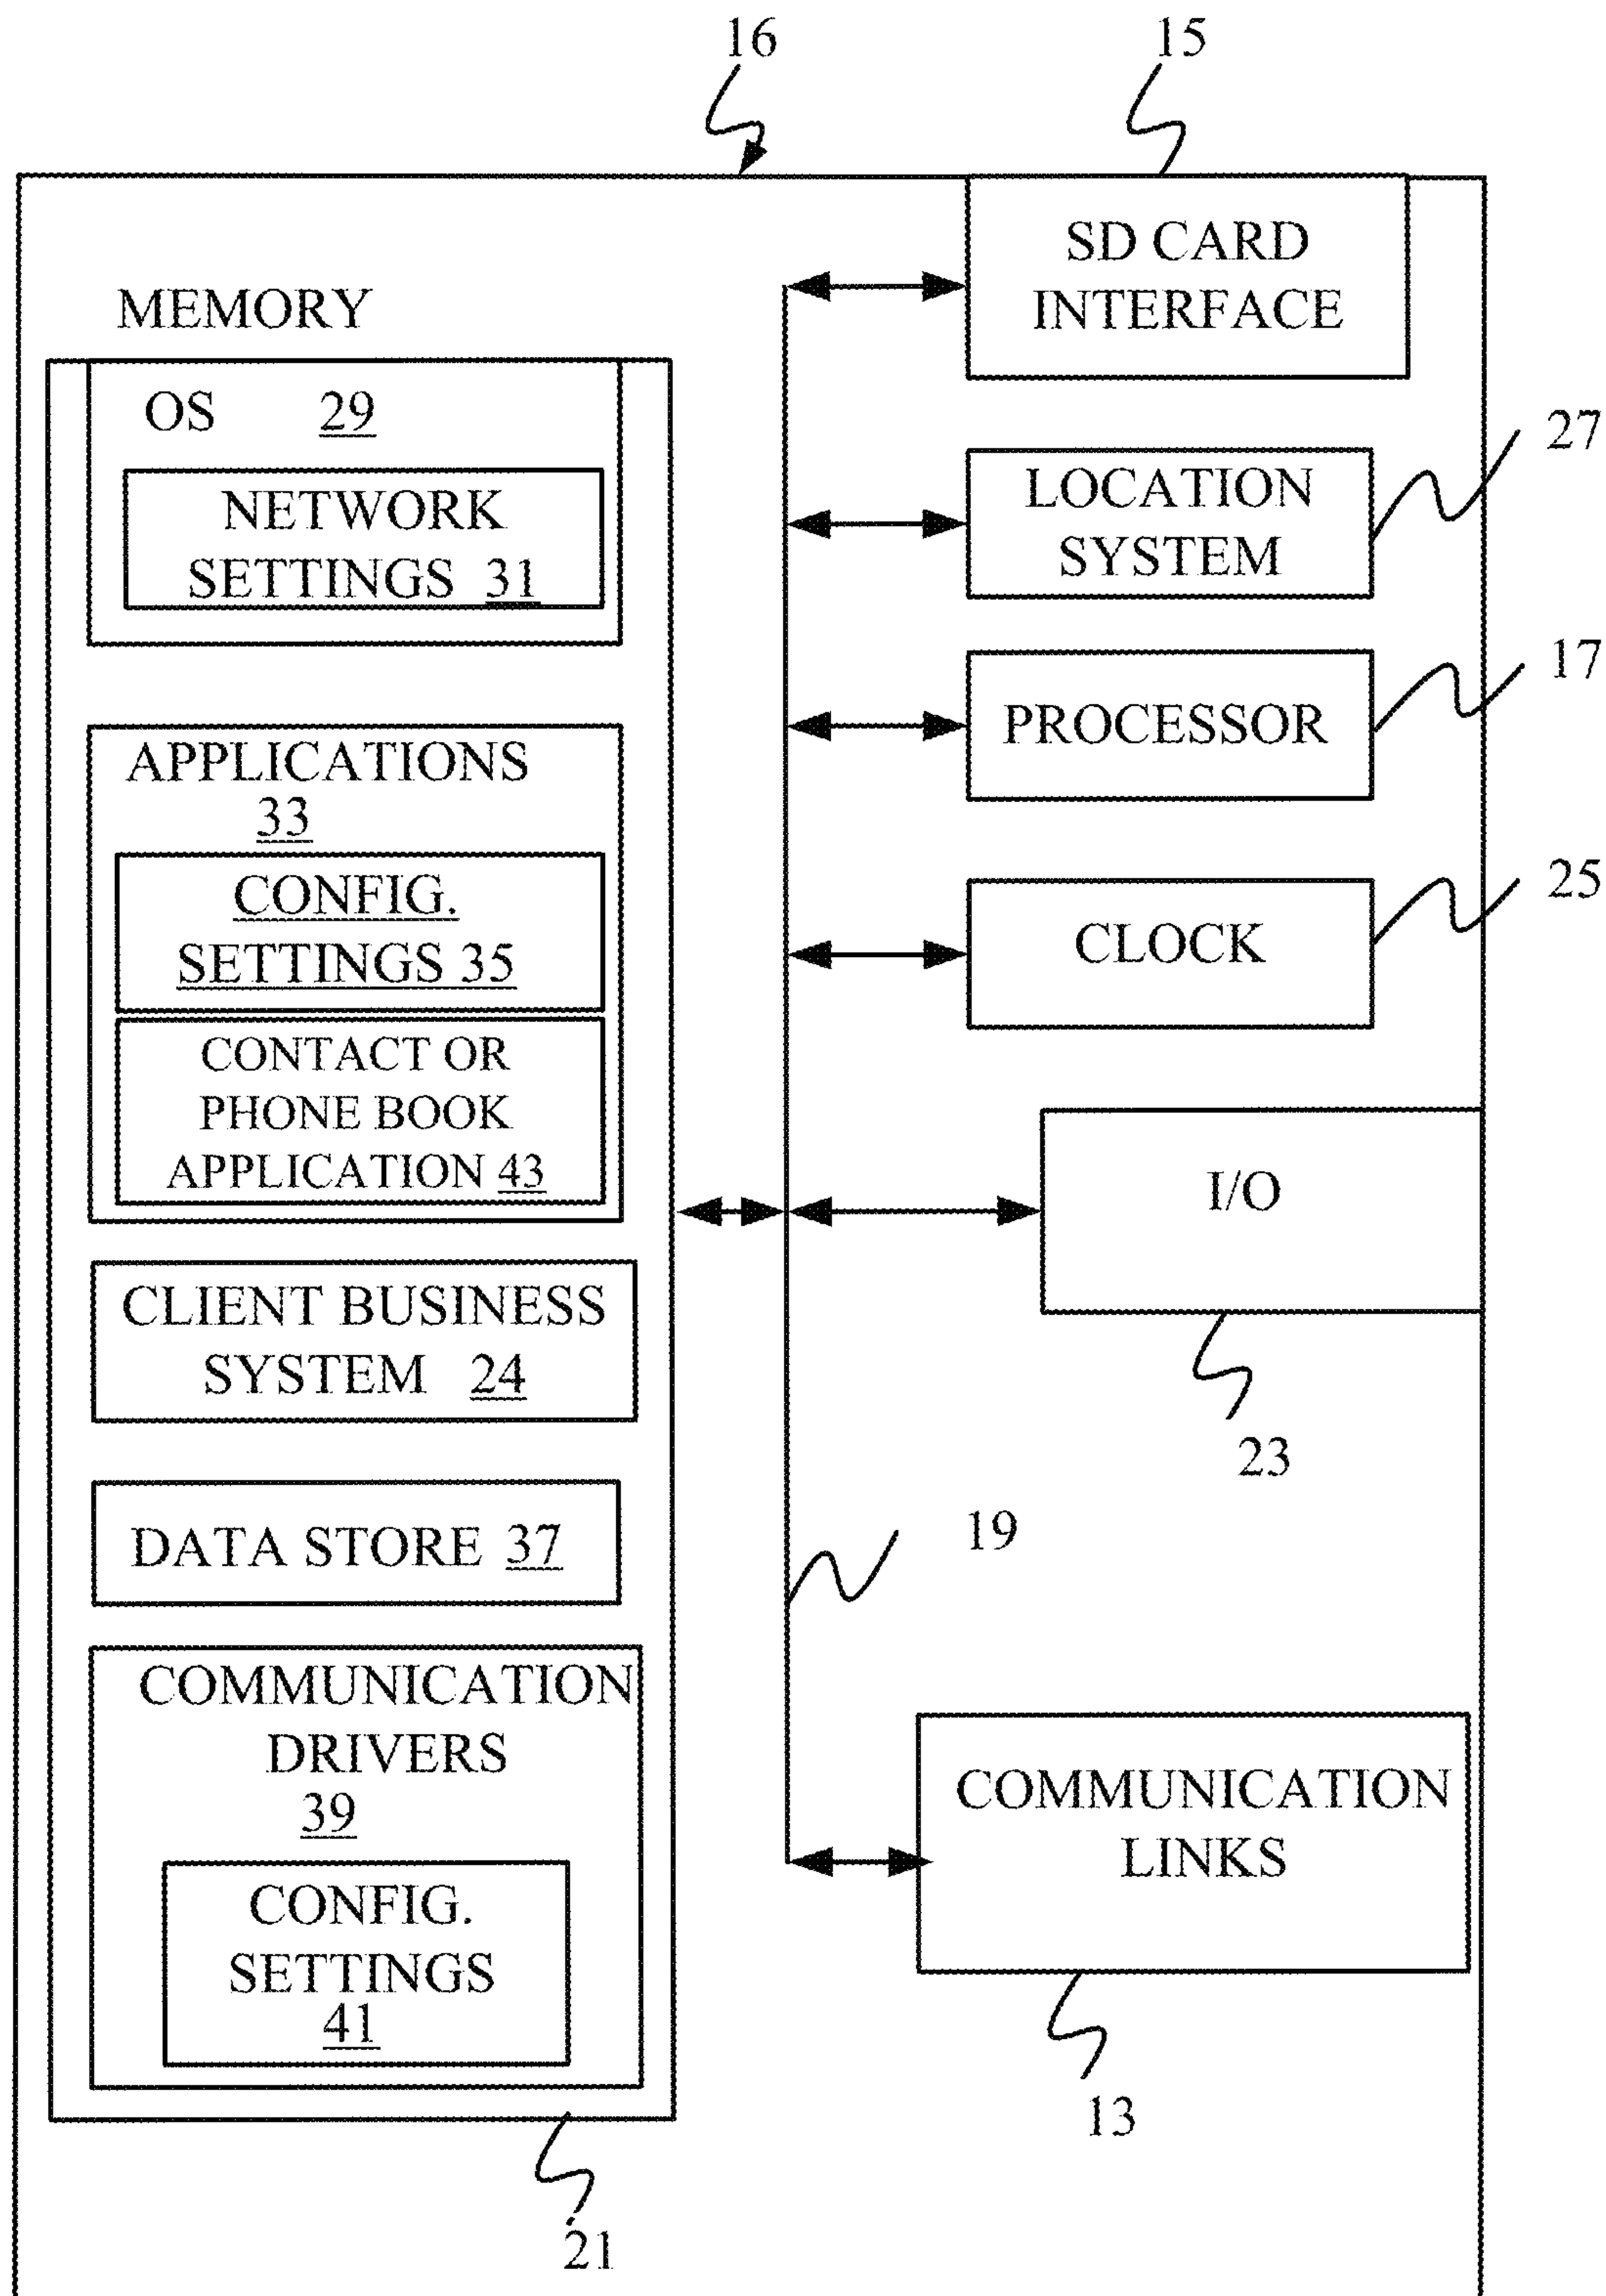 16
15
SD CARD
INTERFACE
MEMORY
OS 29
NETWORK
SETTINGS 31
27
LOCATION
SYSTEM
17
PROCESSOR
APPLICATIONS
33
CONFIG.
SETTINGS 35
25
CLOCK
CONTACT OR
PHONE BOOK
APPLICATION 43
I/O
CLIENT BUSINESS
SYSTEM 24
23
DATA STORE 37
19
COMMUNICATION
DRIVERS
39
COMMUNICATION
LINKS
CONFIG.
SETTINGS
41
13
21